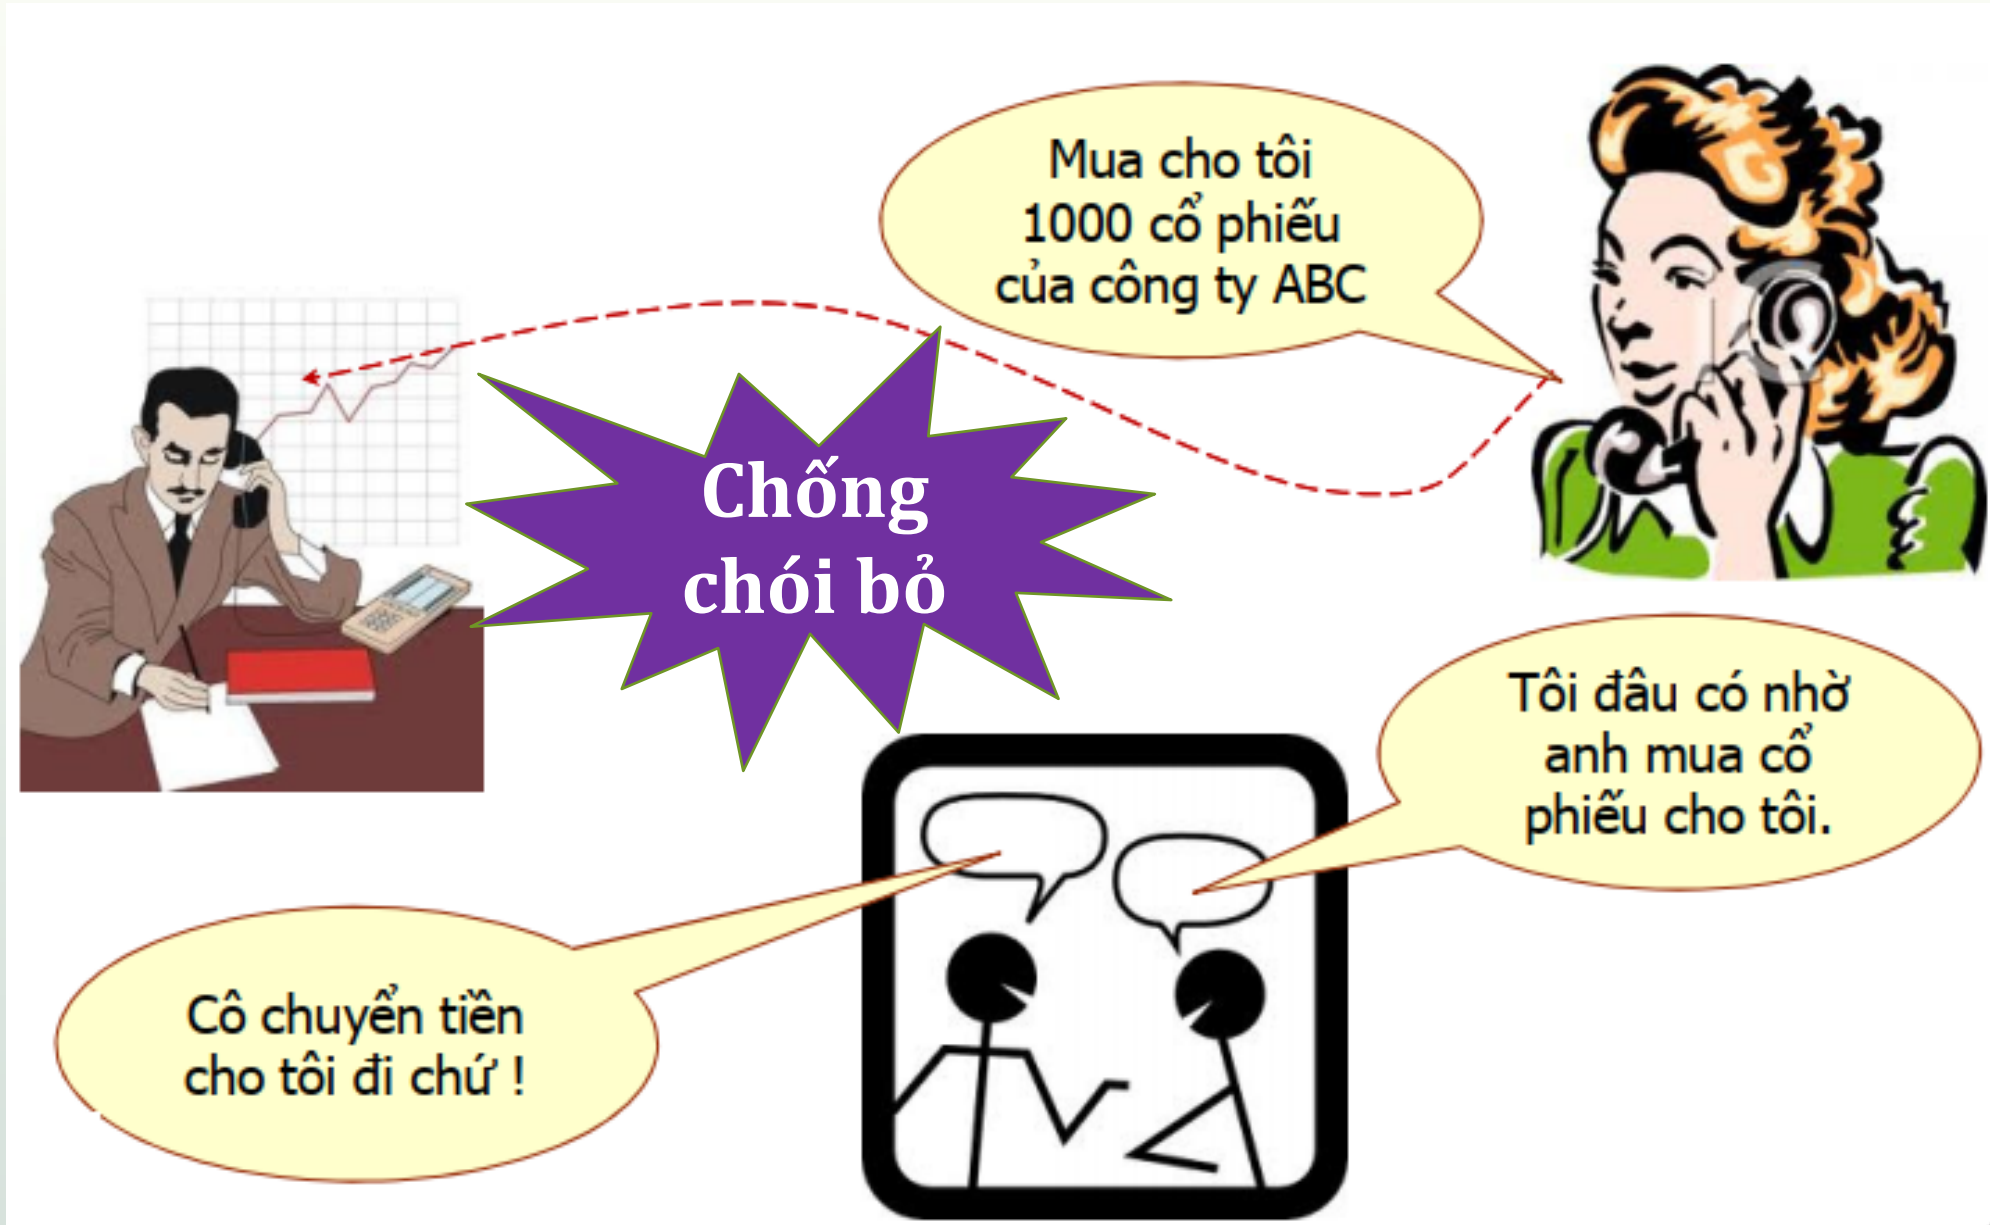 Mua cho tôi
1000 cổ phiếu
của công ty ABC
Chống
chói bỏ
Tôi đâu có nhờ
anh mua cổ
phiếu cho tôi.
Cô chuyển tiền
cho tôi đi chứ !